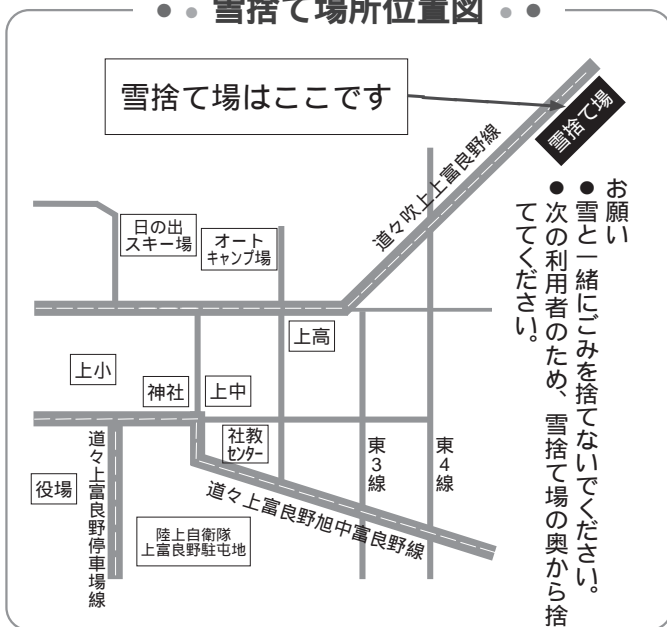 雪捨て場所位置図
雪捨て場はここです
雪捨て場
お願い
●雪と一緒にごみを捨てないでください。
●次の利用者のため、雪捨て場の奥から捨
ててください。
道々吹上上富良野線
日の出
スキー場
オート
キャンプ場
上高
上小
神社
上中
社教
センター
東3線
東4線
役場
道々上富良野停車場線
道々上富良野旭中富良野線
陸上自衛隊
上富良野駐屯地